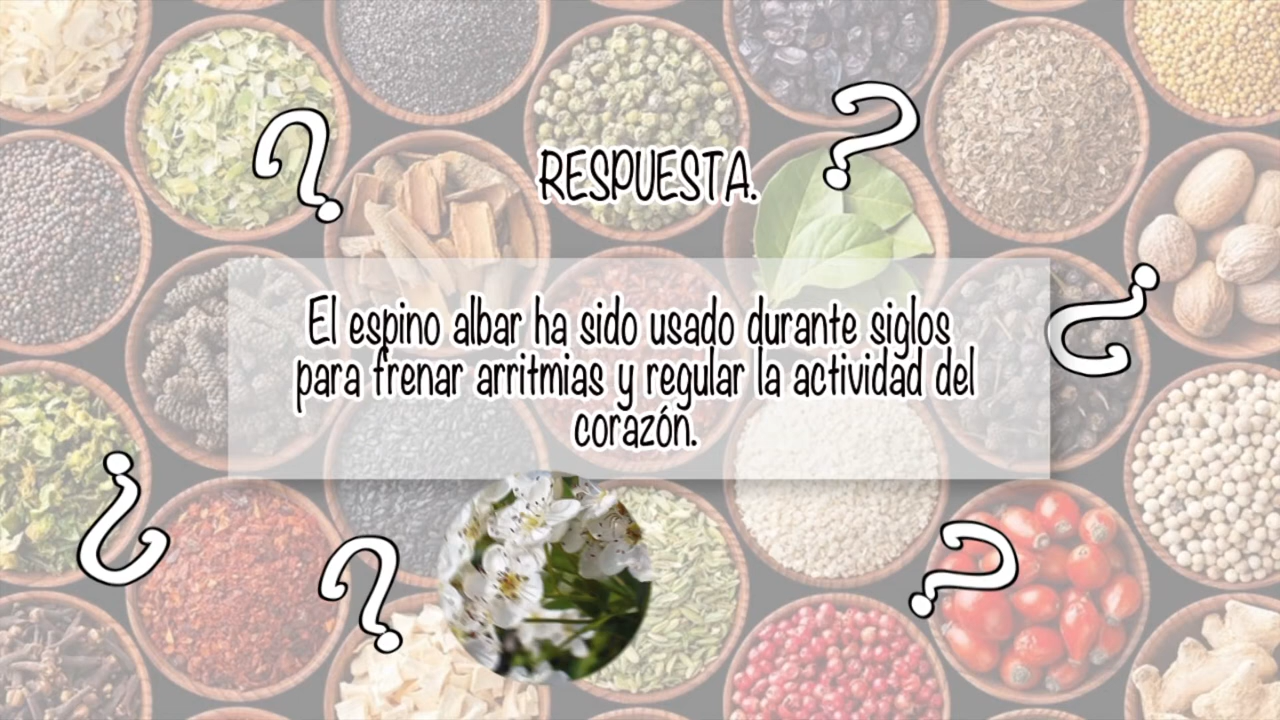 RESPUESTA.
El espino albar ha sido usado durante siglos
para frenar arritmias y regular la actividad del
corazón.